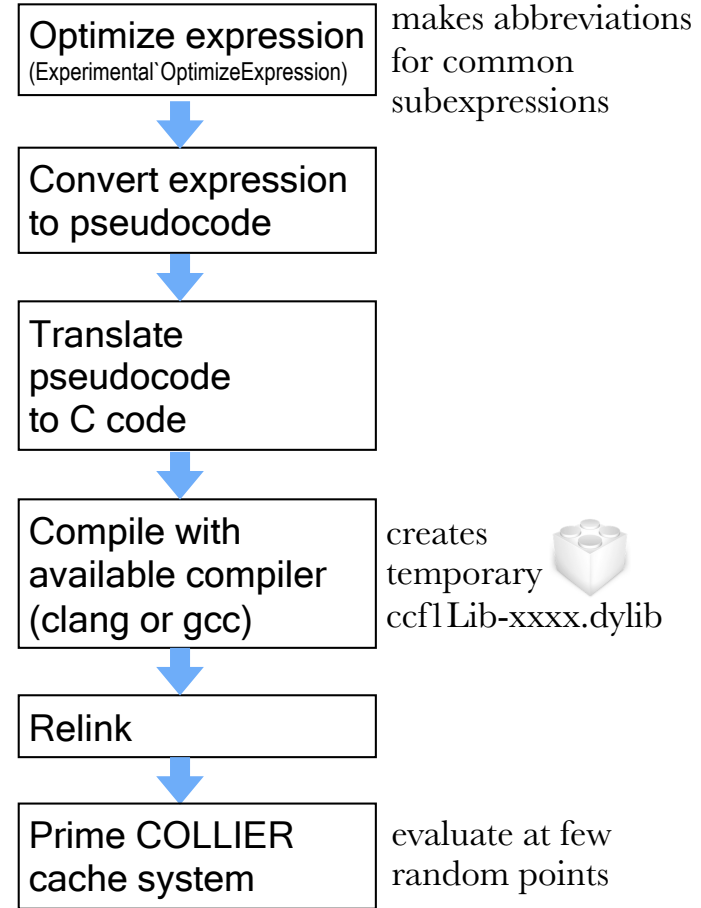 Optimize expression
(Experimental`OptimizeExpression)
makes abbreviations
for common
subexpressions
Convert expression
to pseudocode
Translate
pseudocode
to C code
Compile with
available compiler
(clang or gcc)
creates
temporary
ccf1Lib-xxxx.dylib
Relink
Prime COLLIER
cache system
evaluate at few
random points